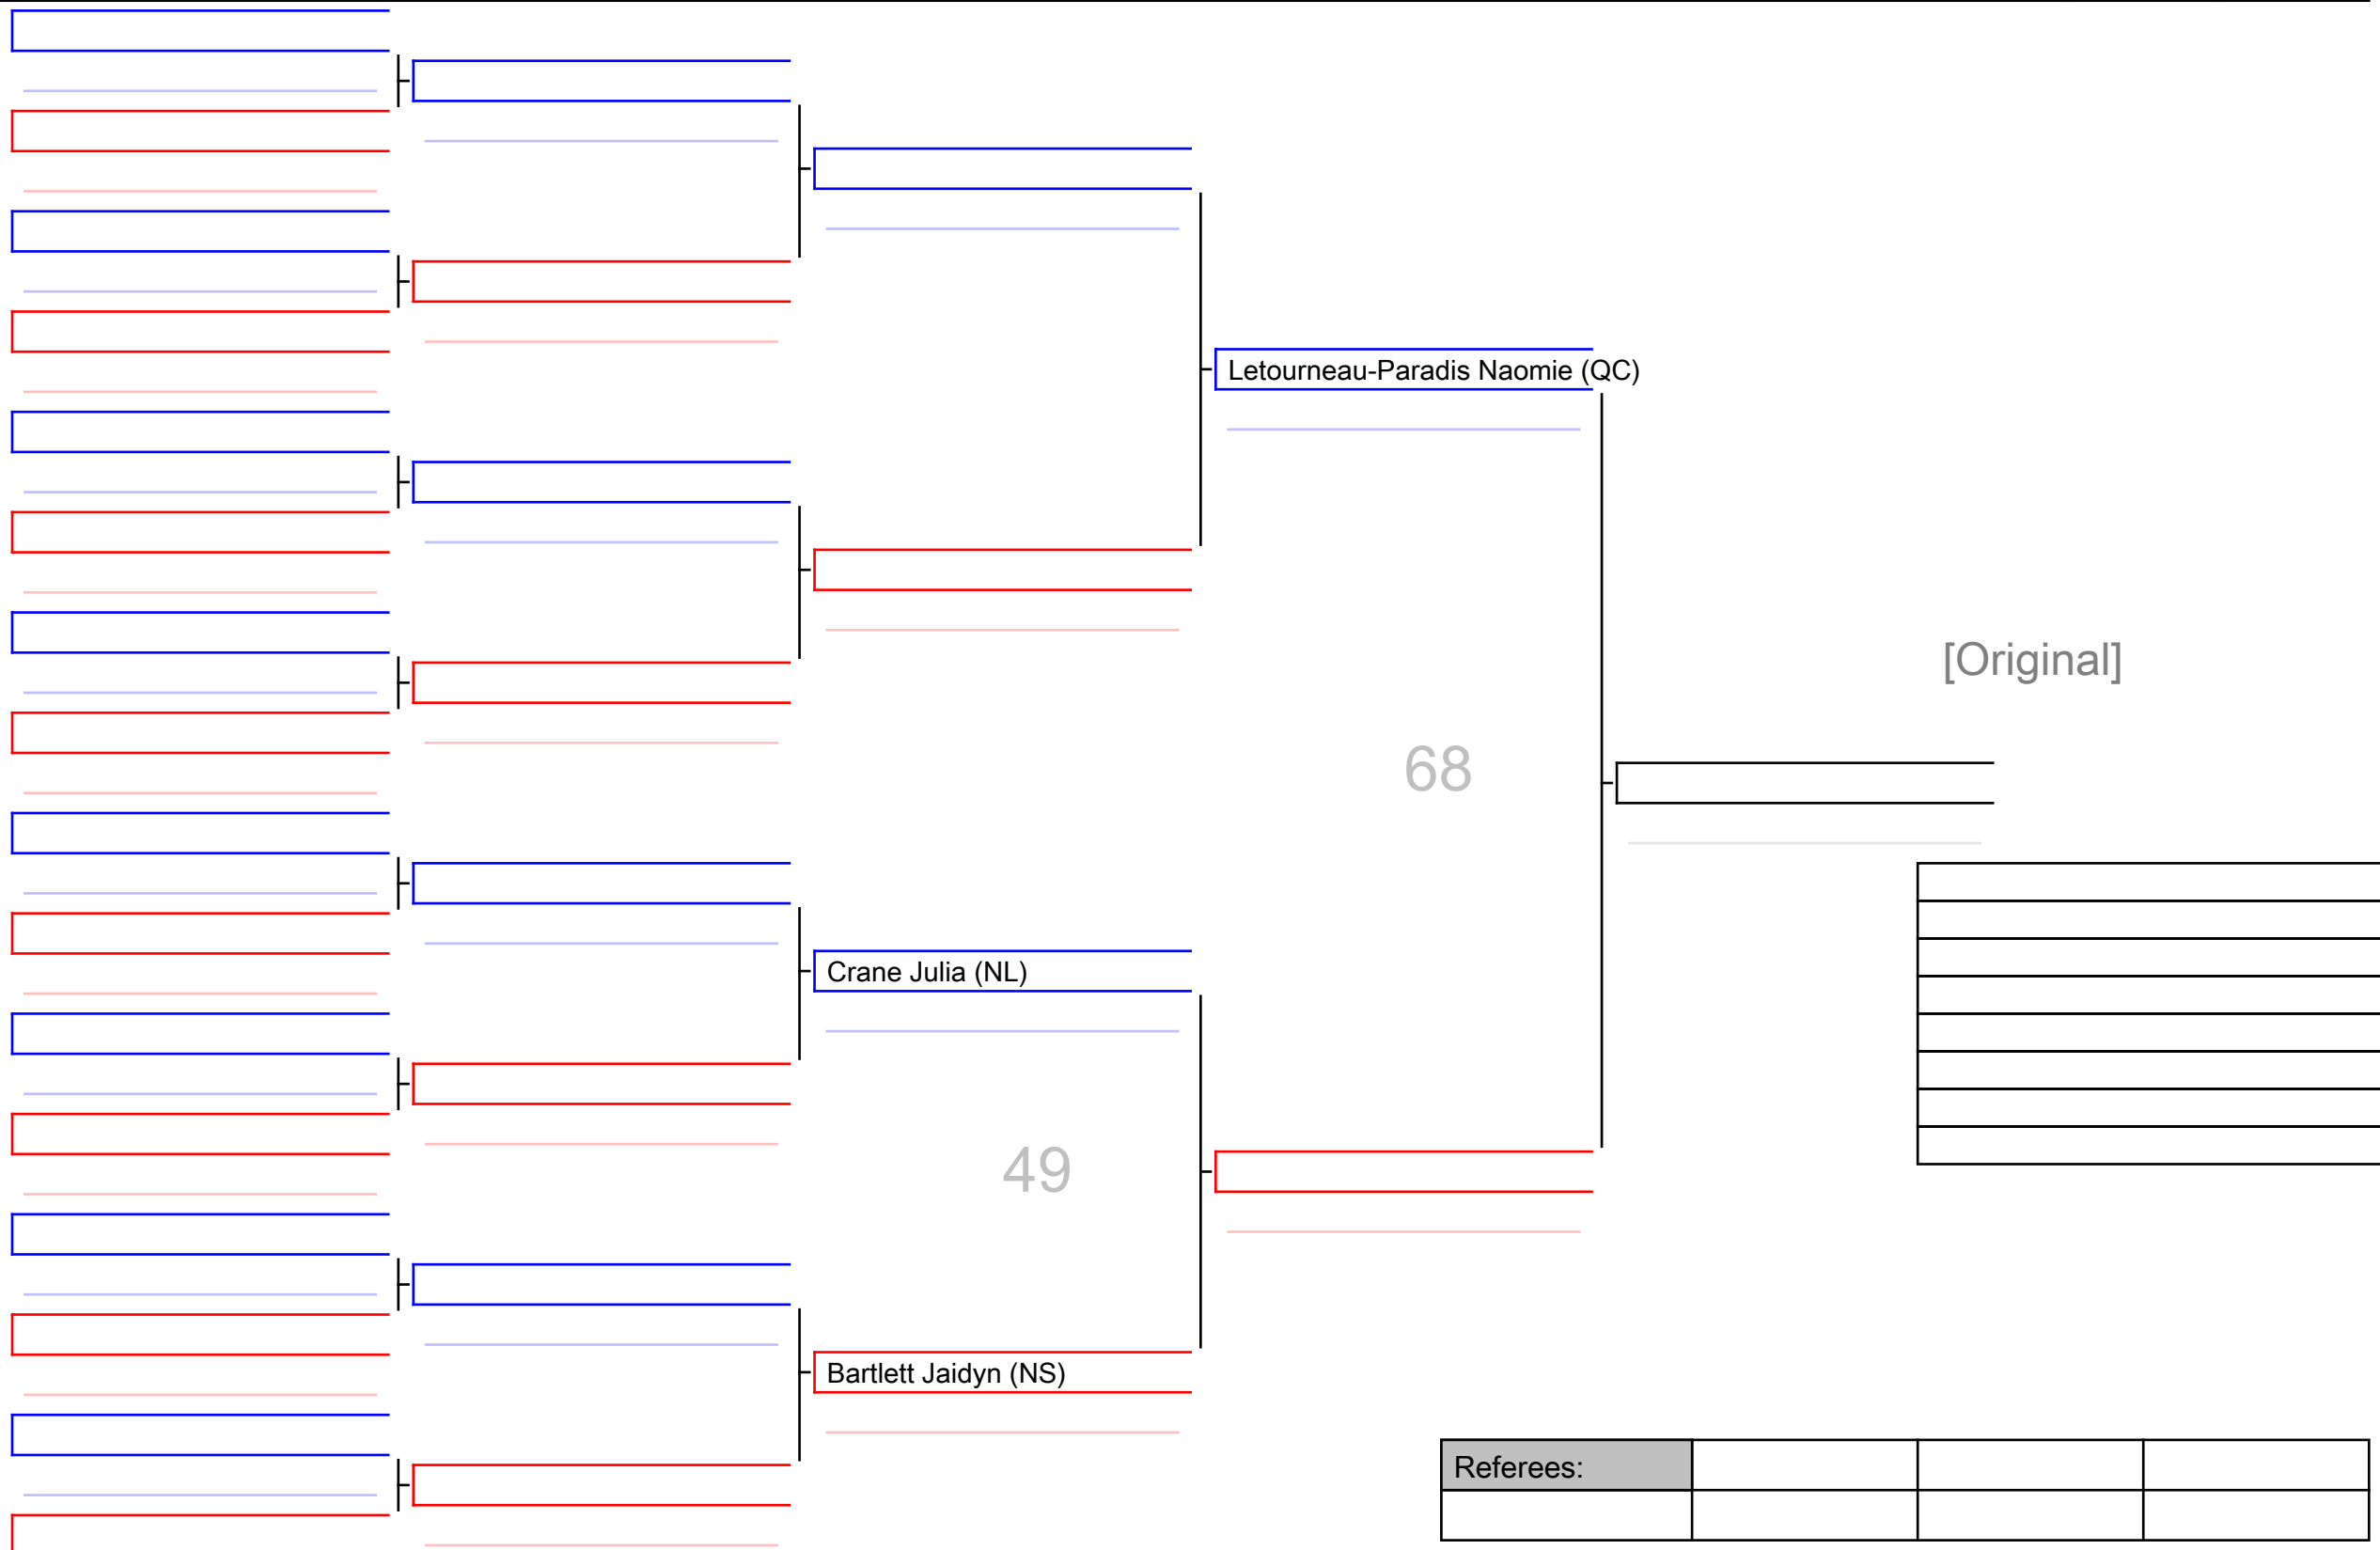 Letourneau-Paradis Naomie (QC)
[Original]
68
Crane Julia (NL)
49
Bartlett Jaidyn (NS)
Referees: